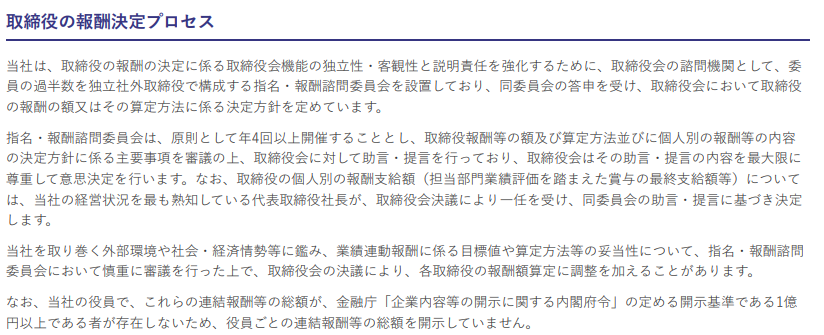 取締役の報酬決定プロセス
当社は、取締役の報酬の決定に係る取締役会機能の独立性・客観性と説明責任を強化するために、取締役会の諮問機関として、委
員の過半数を独立社外取締役で構成する指名・報酬諮問委員会を設置しており、同委員会の答申を受け、取締役会において取締役
の報酬の額又はその算定方法に係る決定方針を定めています。
指名・報酬諮問委員会は、原則として年4回以上開催することとし、取締役報酬等の額及び算定方法並びに個人別の報酬等の内容
の決定方針に係る主要事項を審議の上、取締役会に対して助言・提言を行っており、取締役会はその助言・提言の内容を最大限に
尊重して意思決定を行います。なお、取締役の個人別の報酬支給額（担当部門業績評価を踏まえた賞与の最終支給額等）について
は、当社の経営状況を最も熟知している代表取締役社長が、取締役会決議により一任を受け、同委員会の助言・提言に基づき決定
します。
当社を取り巻く外部環境や社会・経済情勢等に鑑み、業績連動報酬に係る目標値や算定方法等の妥当性について、指名・報酬諮問
委員会において慎重に審議を行った上で、取締役会の決議により、各取締役の報酬額算定に調整を加えることがあります。
なお、当社の役員で、これらの連結報酬等の総額が、金融庁「企業内容等の開示に関する内閣府令」の定める開示基準である1億
円以上である者が存在しないため、役員ごとの連結報酬等の総額を開示していません。